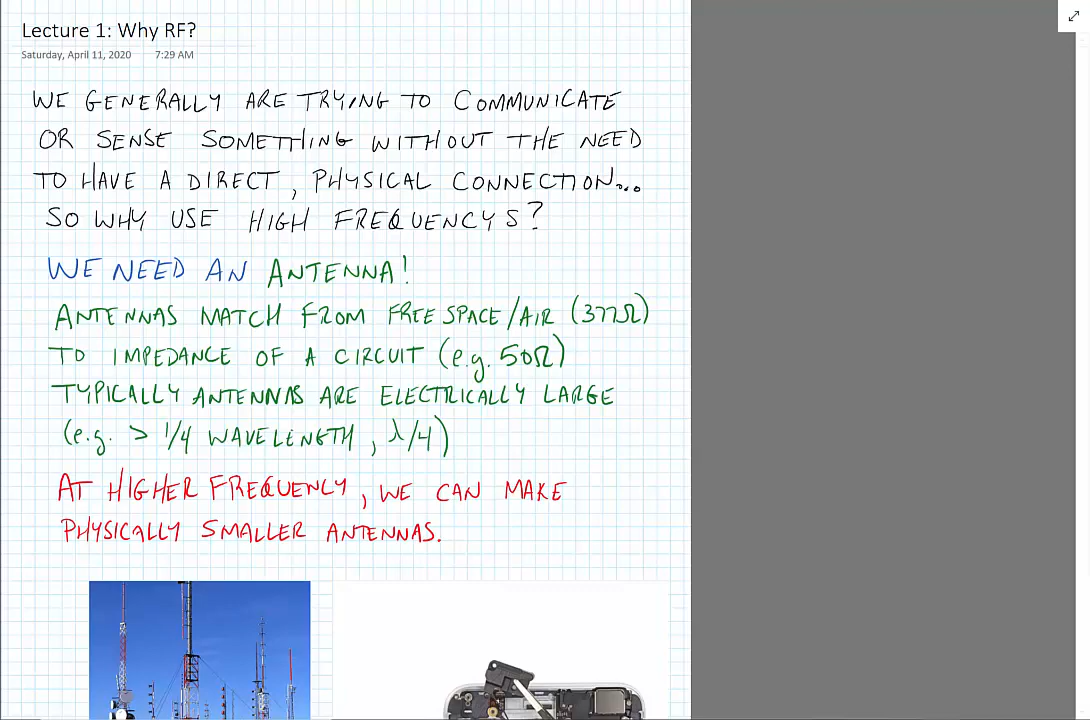 Lecture 1: Why RF?
Saturday, April 11, 2020 7:29 AM
WE GENERALLY ARE TRYING TO COMMUNICATE
OR SENSE SOMETHING WITHOUT THE NEED
TO HAVE A DIRECT, PHYSICAL CONNECTION...
SO WHY USE HIGH FREQUENCYS?
WE NEED AN ANTENNA!
ANTENNAS MATCH FROM FREE SPACE/AIR (377Ω)
TO IMPEDANCE OF A CIRCUIT (e.g. 50Ω)
TYPICALLY ANTENNAS ARE ELECTRICALLY LARGE
(e.g. > 1/4 WAVELENGTH, λ/4)
AT HIGHER FREQUENCY, WE CAN MAKE
PHYSICALLY SMALLER ANTENNAS.